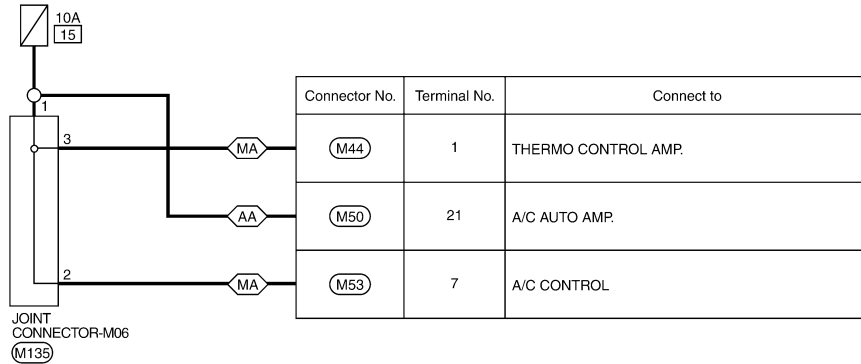 10A
15
1
3
2
MA
AA
MA
Connector No. Terminal No. Connect to
M44 1 THERMO CONTROL AMP.
M50 21 A/C AUTO AMP.
M53 7 A/C CONTROL
JOINT
CONNECTOR-M06
M135